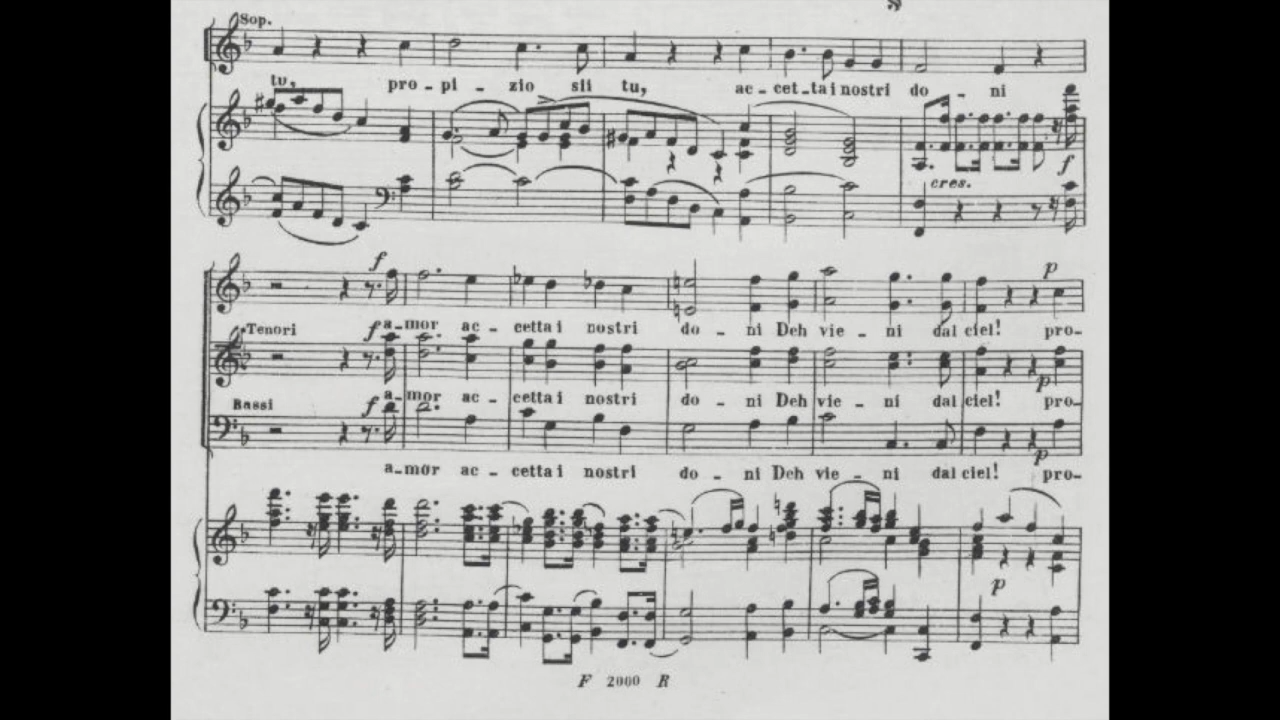 Sop.
tu, pro-pi-zio sii tu, ac-cet-ta i nostri do-ni
f
cres.
f
p
a-mor ac-cetta i nostri do-ni Deh vie-ni dal ciel! pro-
Tenori
f
p
a-mor ac-cetta i nostri do-ni Deh vie-ni dal ciel! pro-
Bassi
f
p
a-mor ac-cetta i nostri do-ni Deh vie-ni dal ciel! pro-
p
F 2000 R